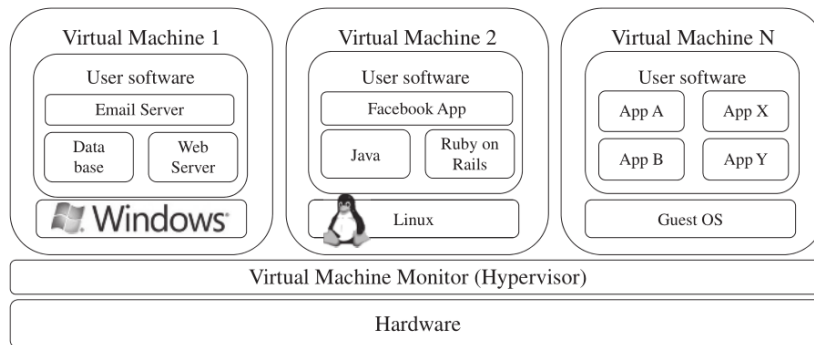 Virtual Machine 1
User software
Email Server
Data
base
Web
Server
Windows
Virtual Machine 2
User software
Facebook App
Java
Ruby on
Rails
Linux
Virtual Machine N
User software
App A
App X
App B
App Y
Guest OS
Virtual Machine Monitor (Hypervisor)
Hardware